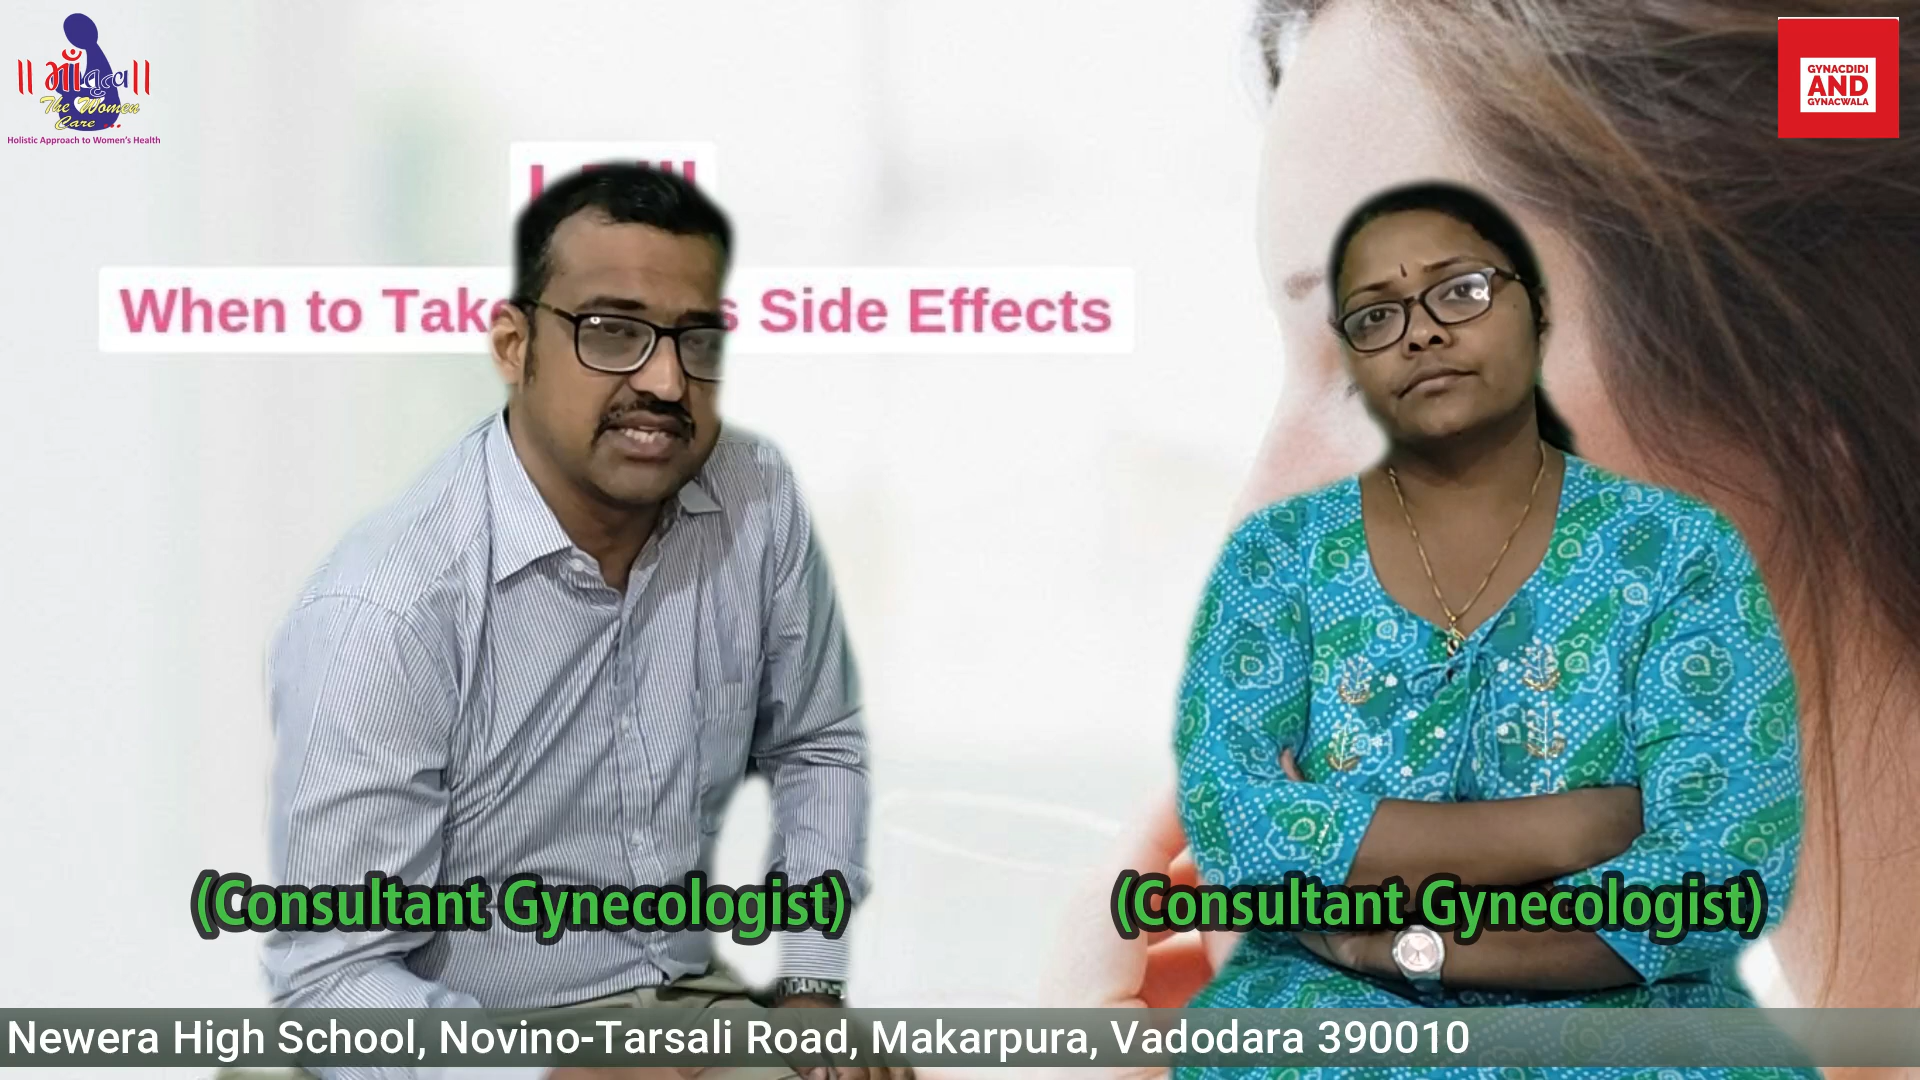 || માઁતૃત્વ ||
The Women
Care ...
Holistic Approach to Women's Health
GYNACDIDI
AND
GYNACWALA
When to Take Side Effects
(Consultant Gynecologist)
(Consultant Gynecologist)
Newera High School, Novino-Tarsali Road, Makarpura, Vadodara 390010